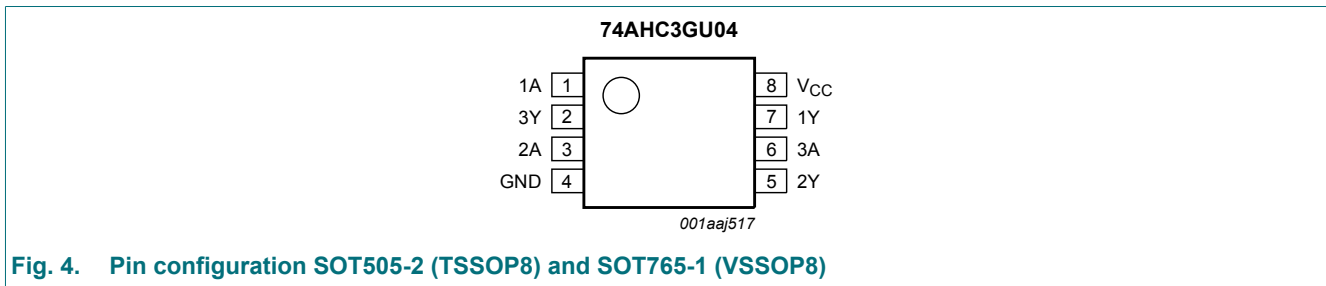 74AHC3GU04
1A 1 8 VCC
3Y 2 7 1Y
2A 3 6 3A
GND 4 5 2Y
001aaj517
Fig. 4. Pin configuration SOT505-2 (TSSOP8) and SOT765-1 (VSSOP8)